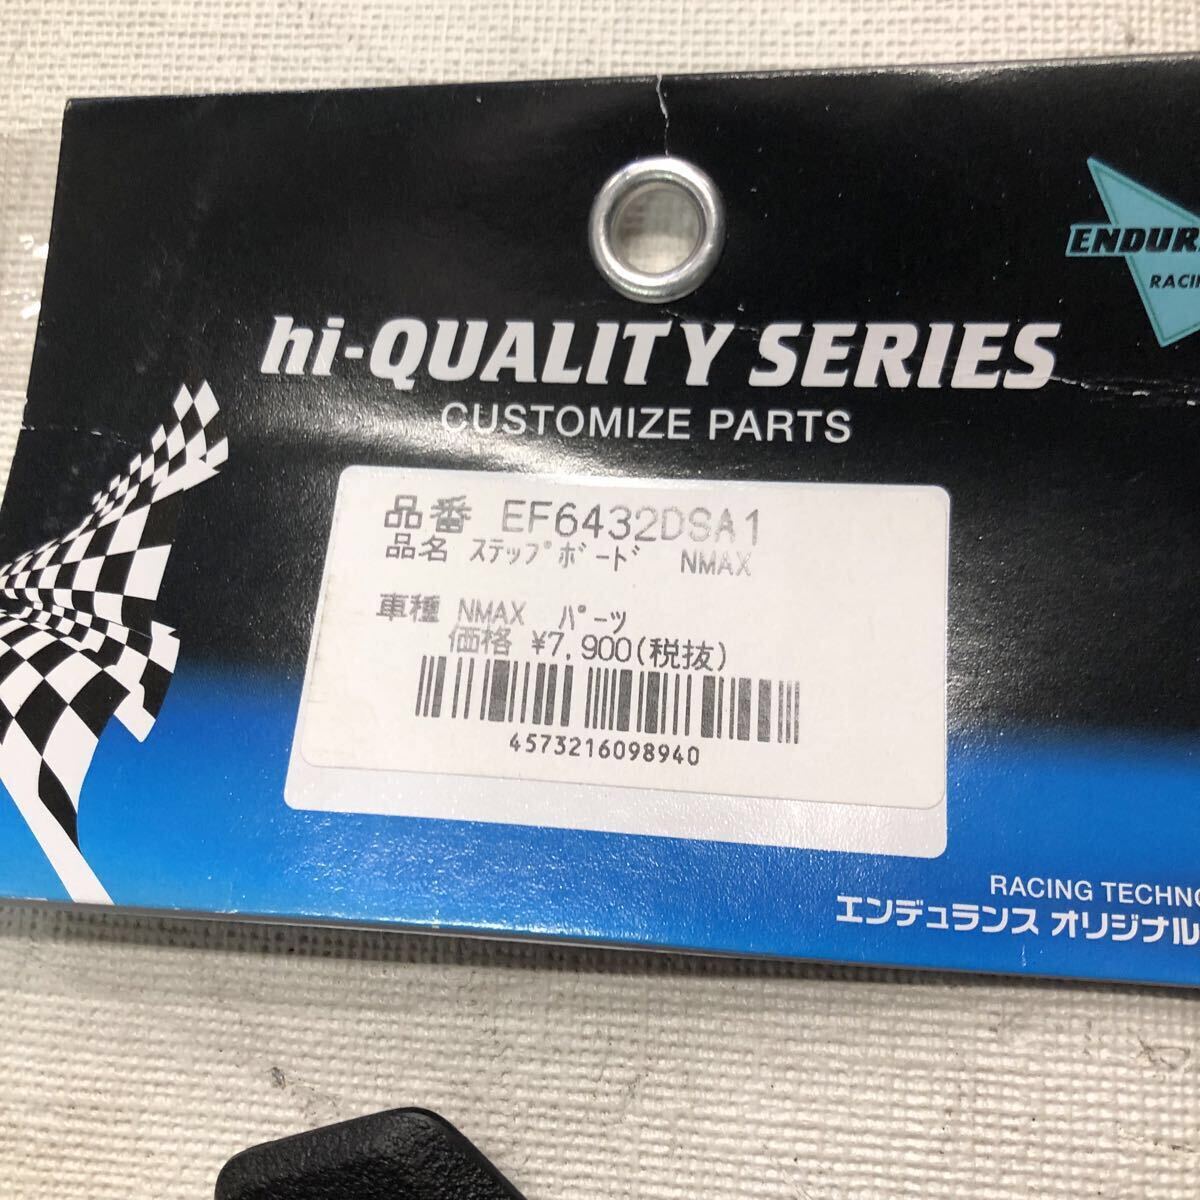 ENDUR
RACIN
hi-QUALITY SERIES
CUSTOMIZE PARTS
品番 EF6432DSA1
品名 ｽﾃｯﾌﾟﾎﾞｰﾄﾞ NMAX
車種 NMAX ﾊﾟｰﾂ
価格 ¥7,900(税抜)
4573216098940
RACING TECHNO
エンデュランス オリジナル